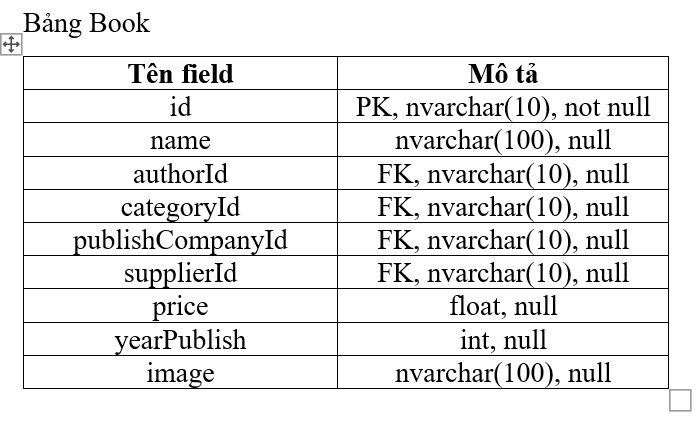 Bảng Book
Tên field Mô tả
id PK, nvarchar(10), not null
name nvarchar(100), null
authorId FK, nvarchar(10), null
categoryId FK, nvarchar(10), null
publishCompanyId FK, nvarchar(10), null
supplierId FK, nvarchar(10), null
price float, null
yearPublish int, null
image nvarchar(100), null